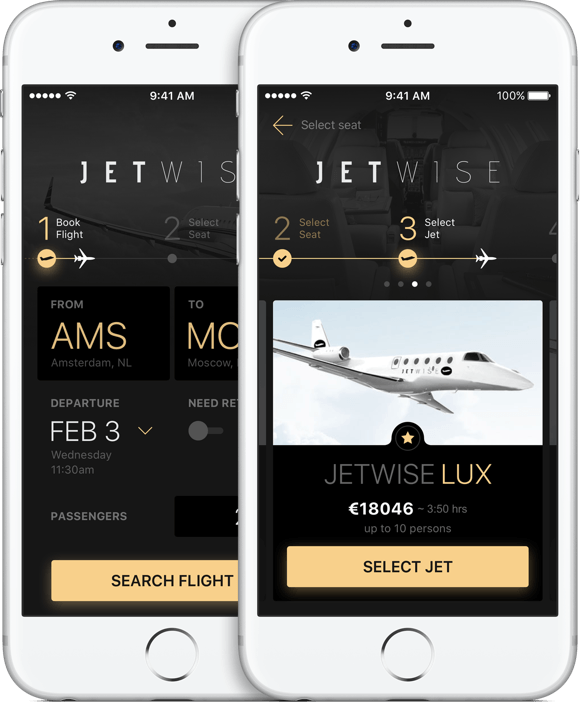 9:41 AM
JETWIS
1 Book
Flight
2 Select
Seat
FROM
AMS
Amsterdam, NL
TO
MO
Moscow,
DEPARTURE
FEB 3
Wednesday
11:30am
NEED RET
PASSENGERS
SEARCH FLIGHT
9:41 AM 100%
Select seat
JETWISE
2 Select
Seat
3 Select
Jet
JETWISE
JETWISE LUX
€18046 ~ 3:50 hrs
up to 10 persons
SELECT JET